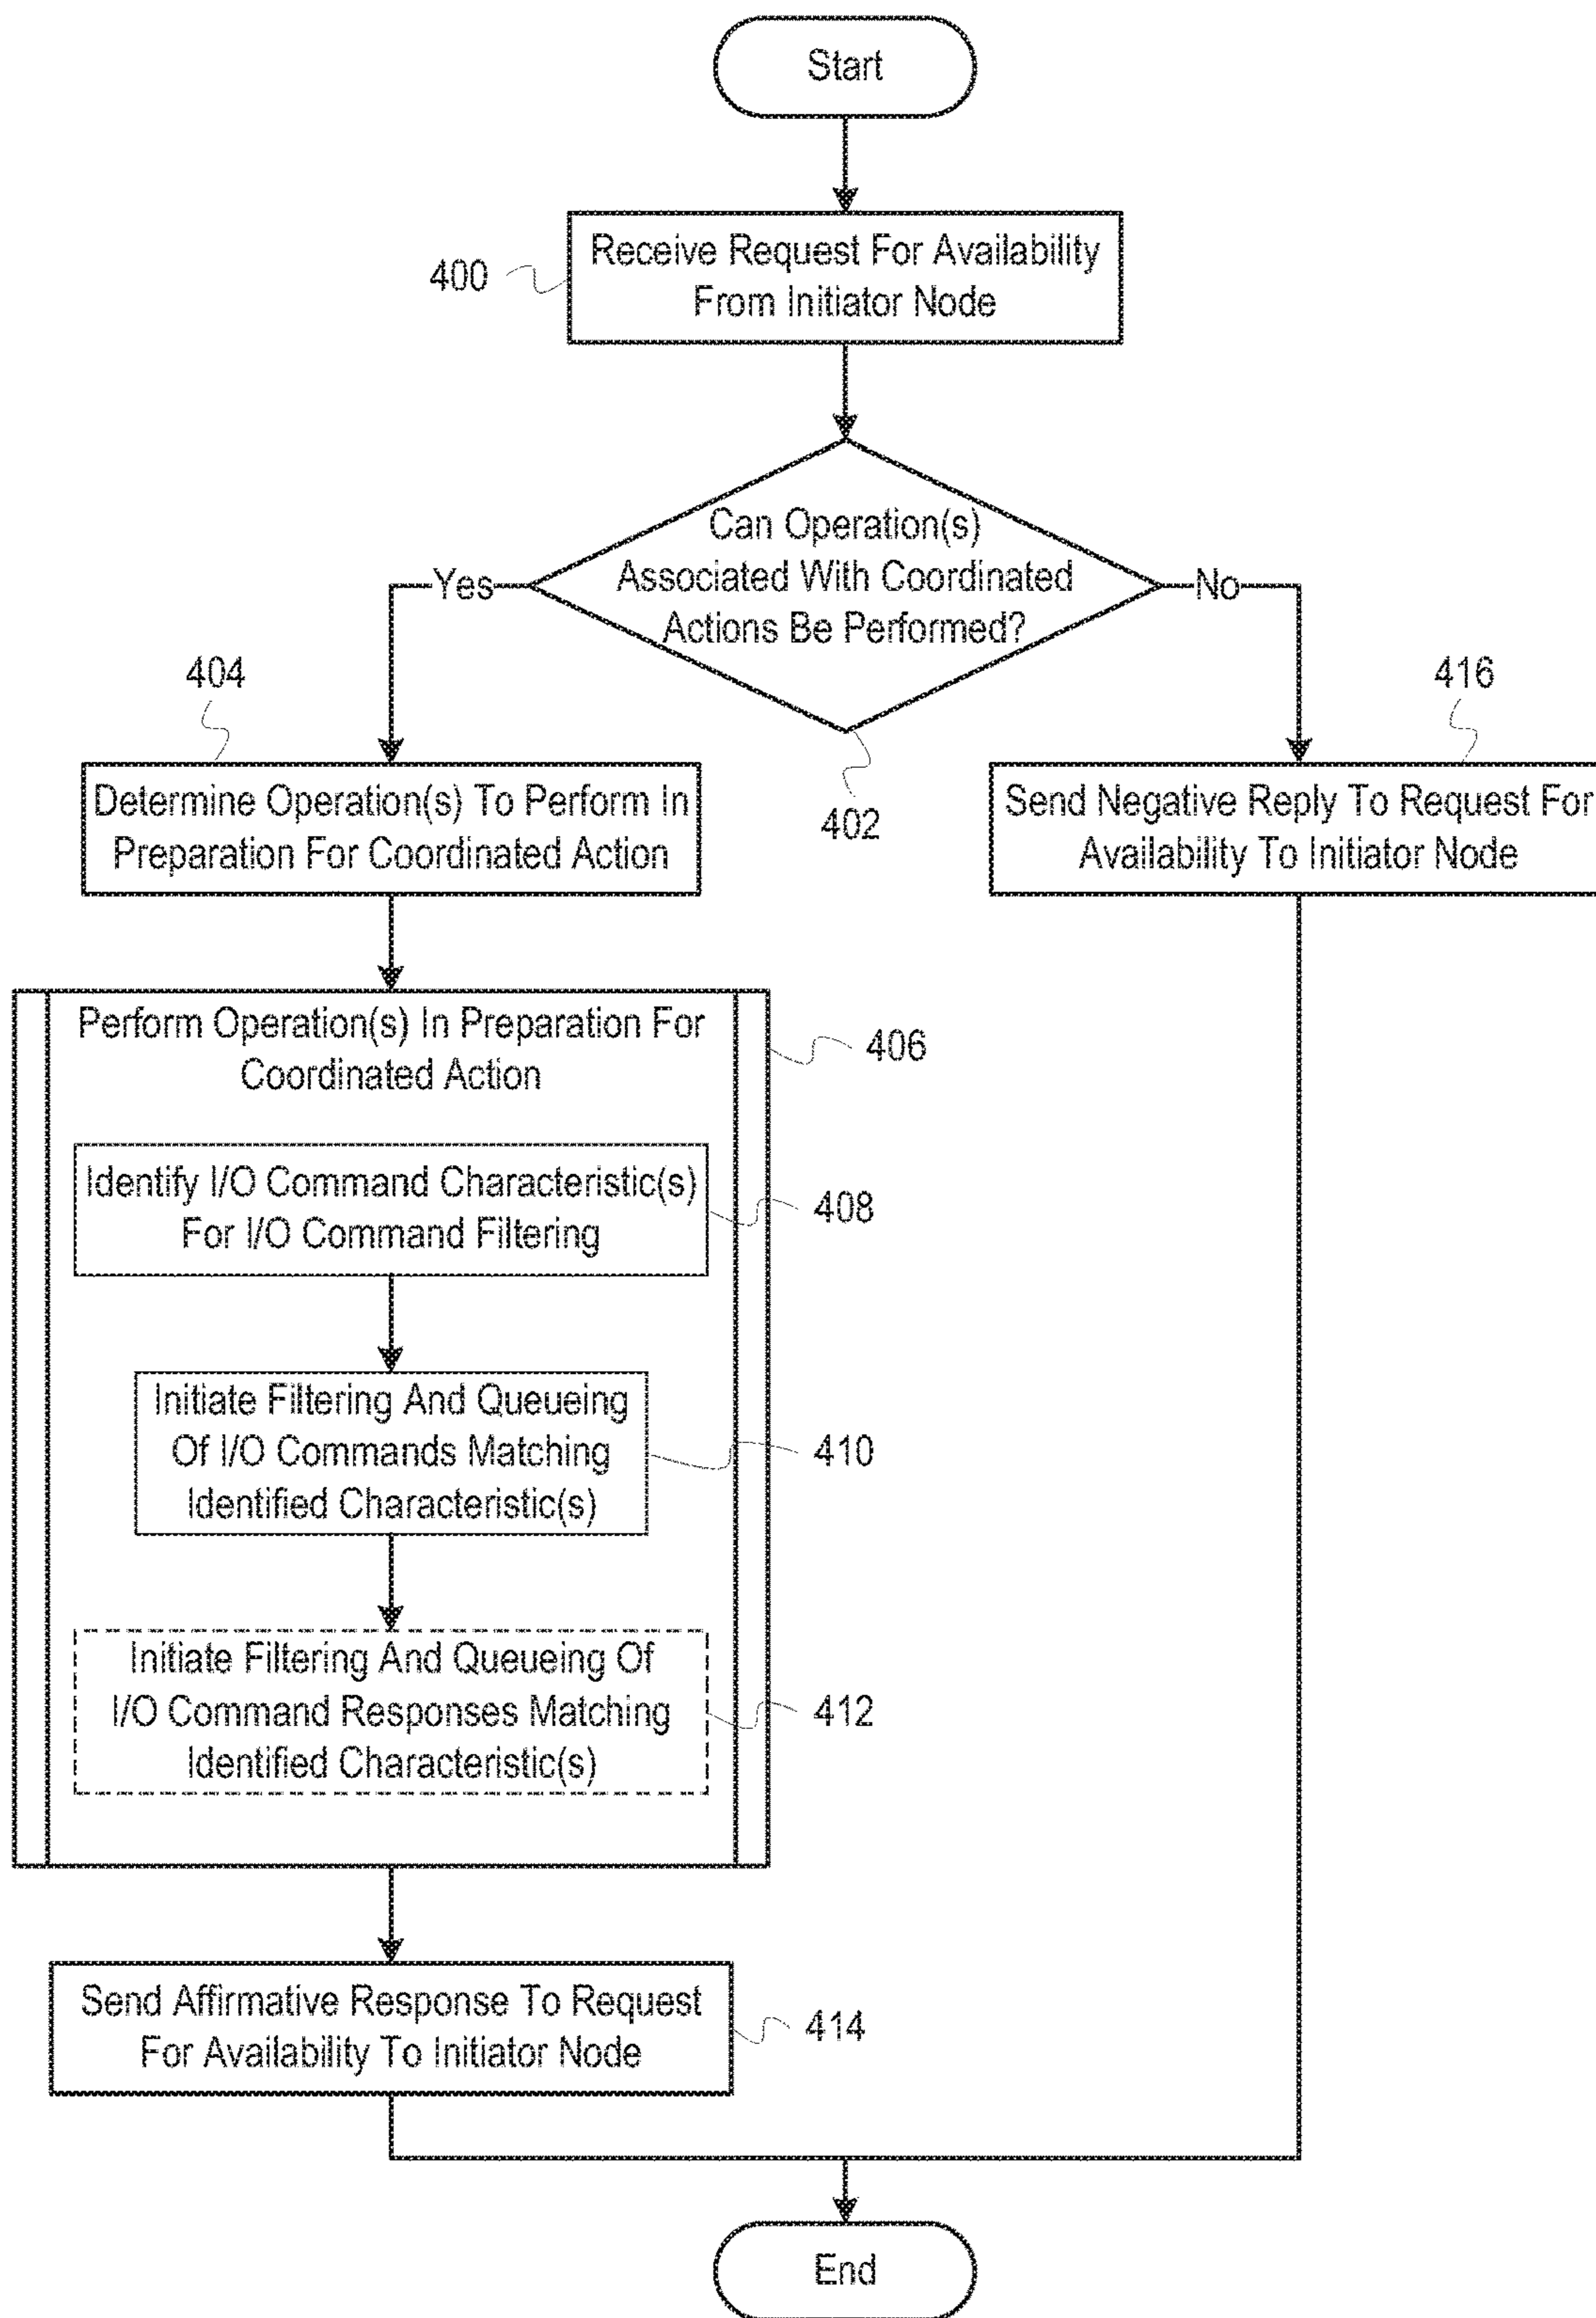 Start
Receive Request For Availability
From Initiator Node
400
Can Operation(s)
Associated With Coordinated
Actions Be Performed?
Yes
No
402
404
Determine Operation(s) To Perform In
Preparation For Coordinated Action
416
Send Negative Reply To Request For
Availability To Initiator Node
Perform Operation(s) In Preparation For
Coordinated Action
406
Identify I/O Command Characteristic(s)
For I/O Command Filtering
408
Initiate Filtering And Queueing
Of I/O Commands Matching
Identified Characteristic(s)
410
Initiate Filtering And Queueing Of
I/O Command Responses Matching
Identified Characteristic(s)
412
Send Affirmative Response To Request
For Availability To Initiator Node
414
End